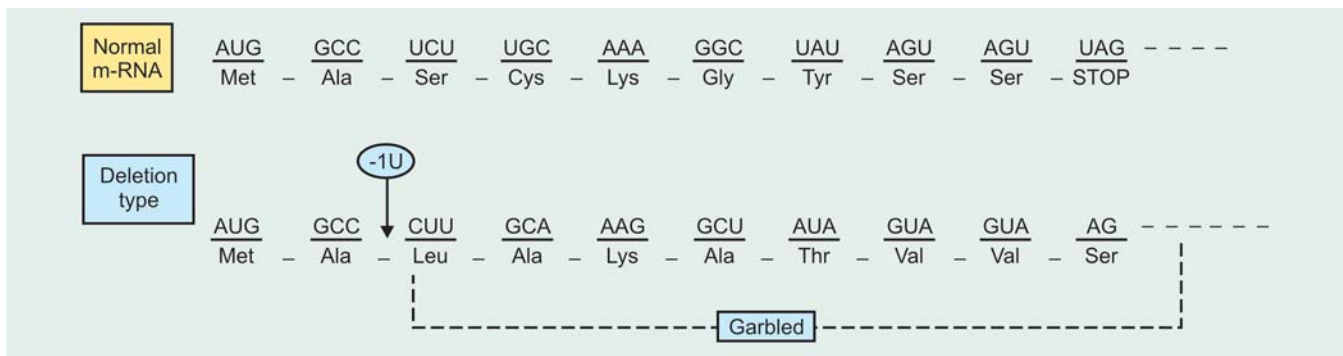 Normal
m-RNA
AUG GCC UCU UGC AAA GGC UAU AGU AGU UAG – – – –
Met – Ala – Ser – Cys – Lys – Gly – Tyr – Ser – Ser – STOP
-1U
Deletion
type
AUG GCC CUU GCA AAG GCU AUA GUA GUA AG – – – – – –
Met – Ala – Leu – Ala – Lys – Ala – Thr – Val – Val – Ser
Garbled